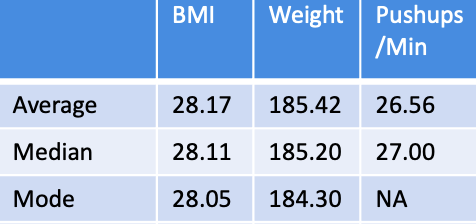 BMI Weight Pushups
/Min
Average 28.17 185.42 26.56
Median 28.11 185.20 27.00
Mode 28.05 184.30 NA